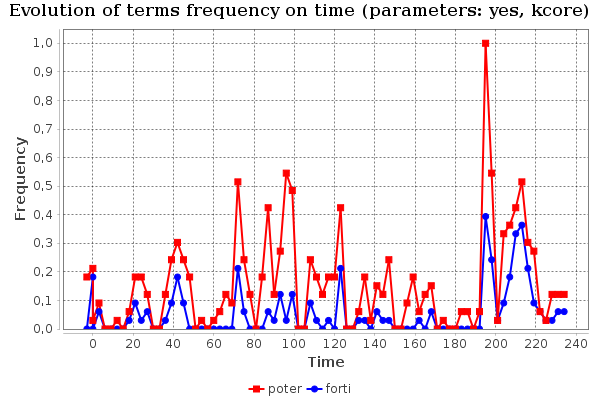 Evolution of terms frequency on time (parameters: yes, kcore)
1,0
0,9
0,8
0,7
0,6
0,5
0,4
0,3
0,2
0,1
0,0
Frequency
0 20 40 60 80 100 120 140 160 180 200 220 240
Time
poter forti